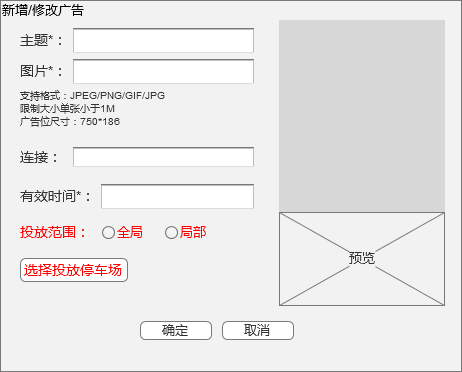 新增/修改广告
主题*：
图片*：
支持格式：JPEG/PNG/GIF/JPG
限制大小单张小于1M
广告位尺寸：750*186
连接：
有效时间*：
投放范围： 全局 局部
选择投放停车场
预览
确定 取消